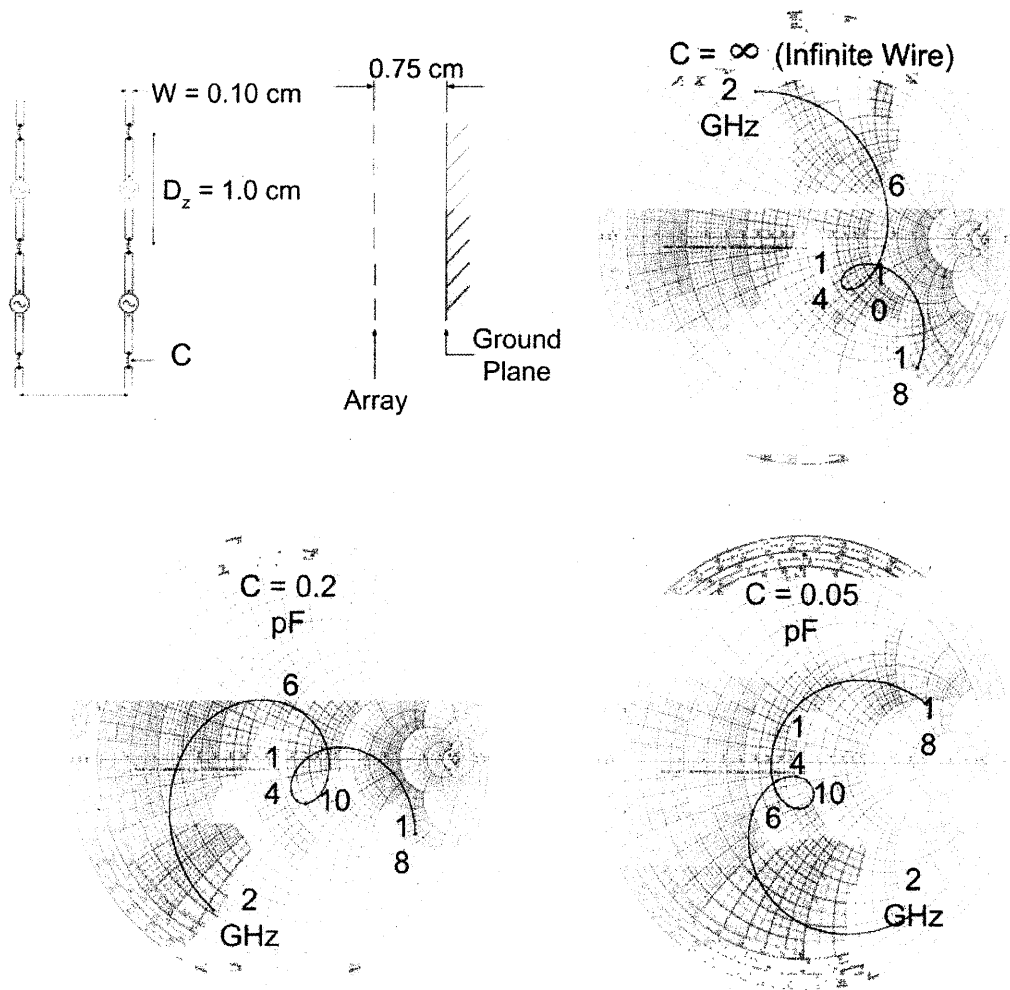 C = ∞ (Infinite Wire)
0.75 cm
W = 0.10 cm
2
GHz
D_z = 1.0 cm
6
1
4
1
0
C
Ground
Plane
1
8
Array
C = 0.2
pF
C = 0.05
pF
6
1
4
10
1
8
2
GHz
1
8
1
4
10
6
2
GHz